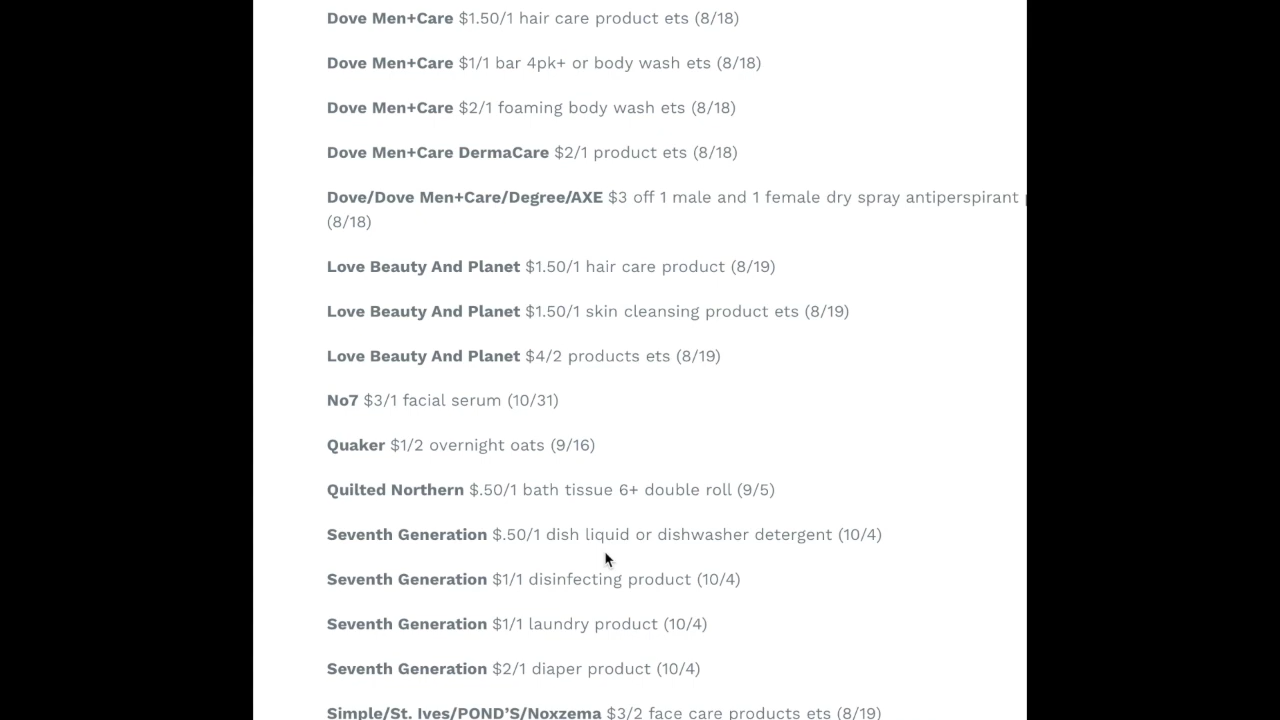 Dove Men+Care $1.50/1 hair care product ets (8/18)
Dove Men+Care $1/1 bar 4pk+ or body wash ets (8/18)
Dove Men+Care $2/1 foaming body wash ets (8/18)
Dove Men+Care DermaCare $2/1 product ets (8/18)
Dove/Dove Men+Care/Degree/AXE $3 off 1 male and 1 female dry spray antiperspirant
(8/18)
Love Beauty And Planet $1.50/1 hair care product (8/19)
Love Beauty And Planet $1.50/1 skin cleansing product ets (8/19)
Love Beauty And Planet $4/2 products ets (8/19)
No7 $3/1 facial serum (10/31)
Quaker $1/2 overnight oats (9/16)
Quilted Northern $.50/1 bath tissue 6+ double roll (9/5)
Seventh Generation $.50/1 dish liquid or dishwasher detergent (10/4)
Seventh Generation $1/1 disinfecting product (10/4)
Seventh Generation $1/1 laundry product (10/4)
Seventh Generation $2/1 diaper product (10/4)
Simple/St. Ives/POND'S/Noxzema $3/2 face care products ets (8/19)